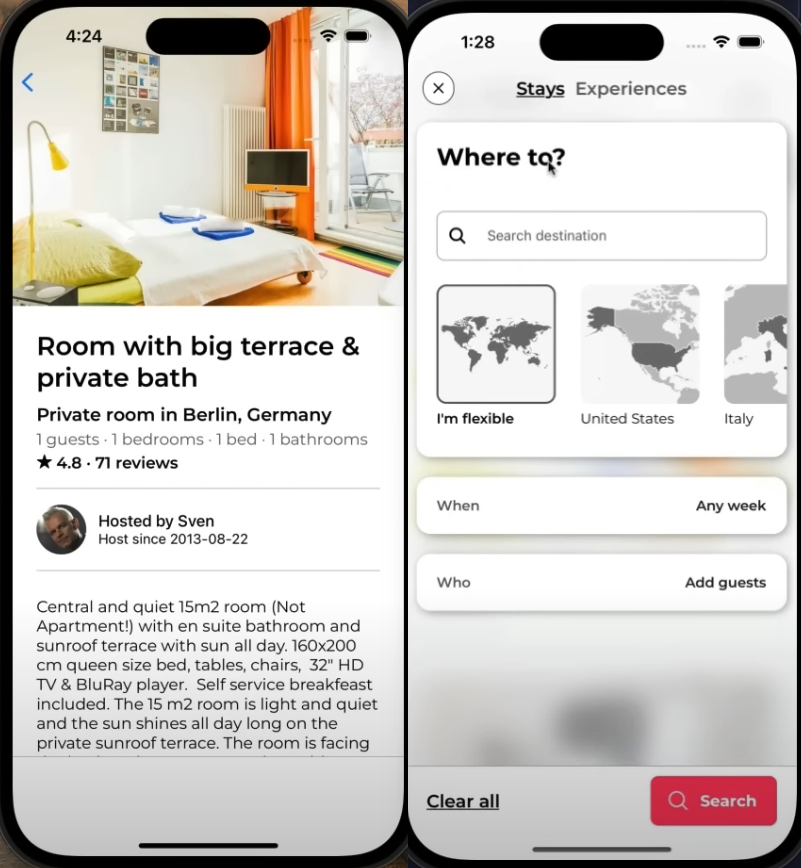 4:24
Room with big terrace &
private bath
Private room in Berlin, Germany
1 guests · 1 bedrooms · 1 bed · 1 bathrooms
★ 4.8 · 71 reviews
Hosted by Sven
Host since 2013-08-22
Central and quiet 15m2 room (Not
Apartment!) with en suite bathroom and
sunroof terrace with sun all day. 160x200
cm queen size bed, tables, chairs,  32" HD
TV & BluRay player.  Self service breakfeast
included. The 15 m2 room is light and quiet
and the sun shines all day long on the
private sunroof terrace. The room is facing
1:28
Stays Experiences
Where to?
Search destination
I'm flexible
United States
Italy
When Any week
Who Add guests
Clear all
Search